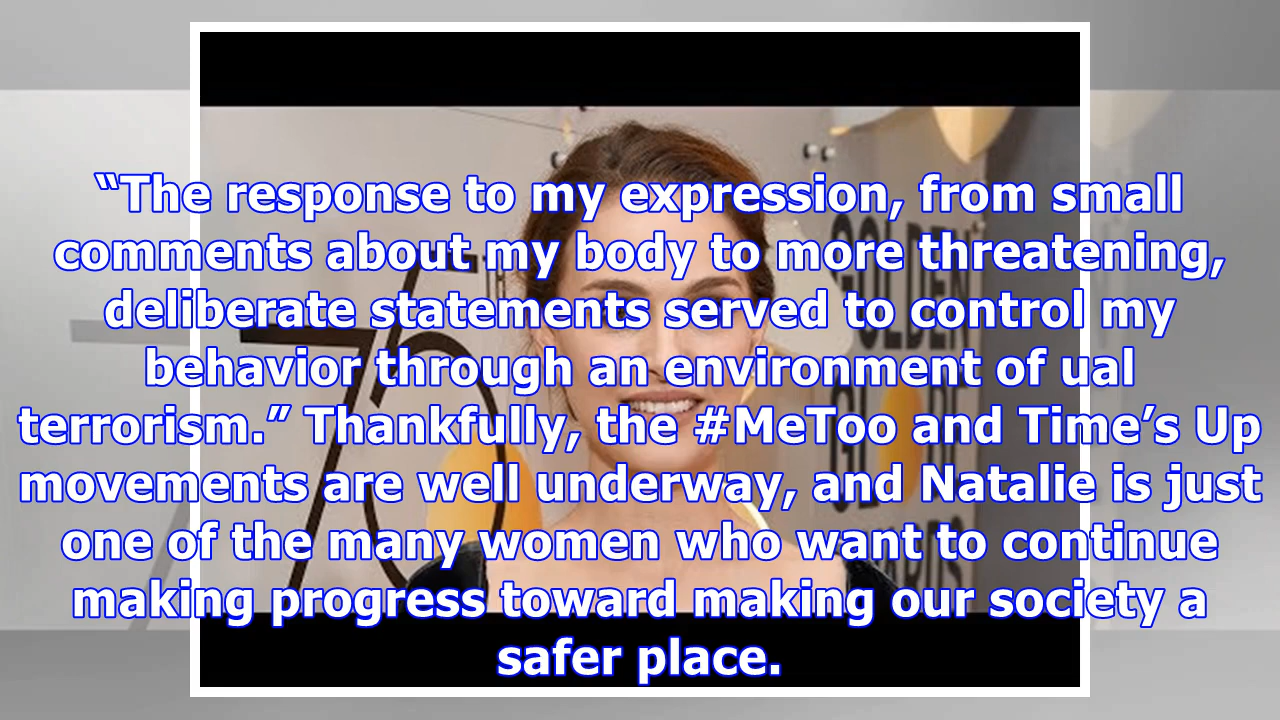 “The response to my expression, from small
comments about my body to more threatening,
deliberate statements served to control my
behavior through an environment of ual
terrorism.” Thankfully, the #MeToo and Time’s Up
movements are well underway, and Natalie is just
one of the many women who want to continue
making progress toward making our society a
safer place.
75
TH
GOLDEN